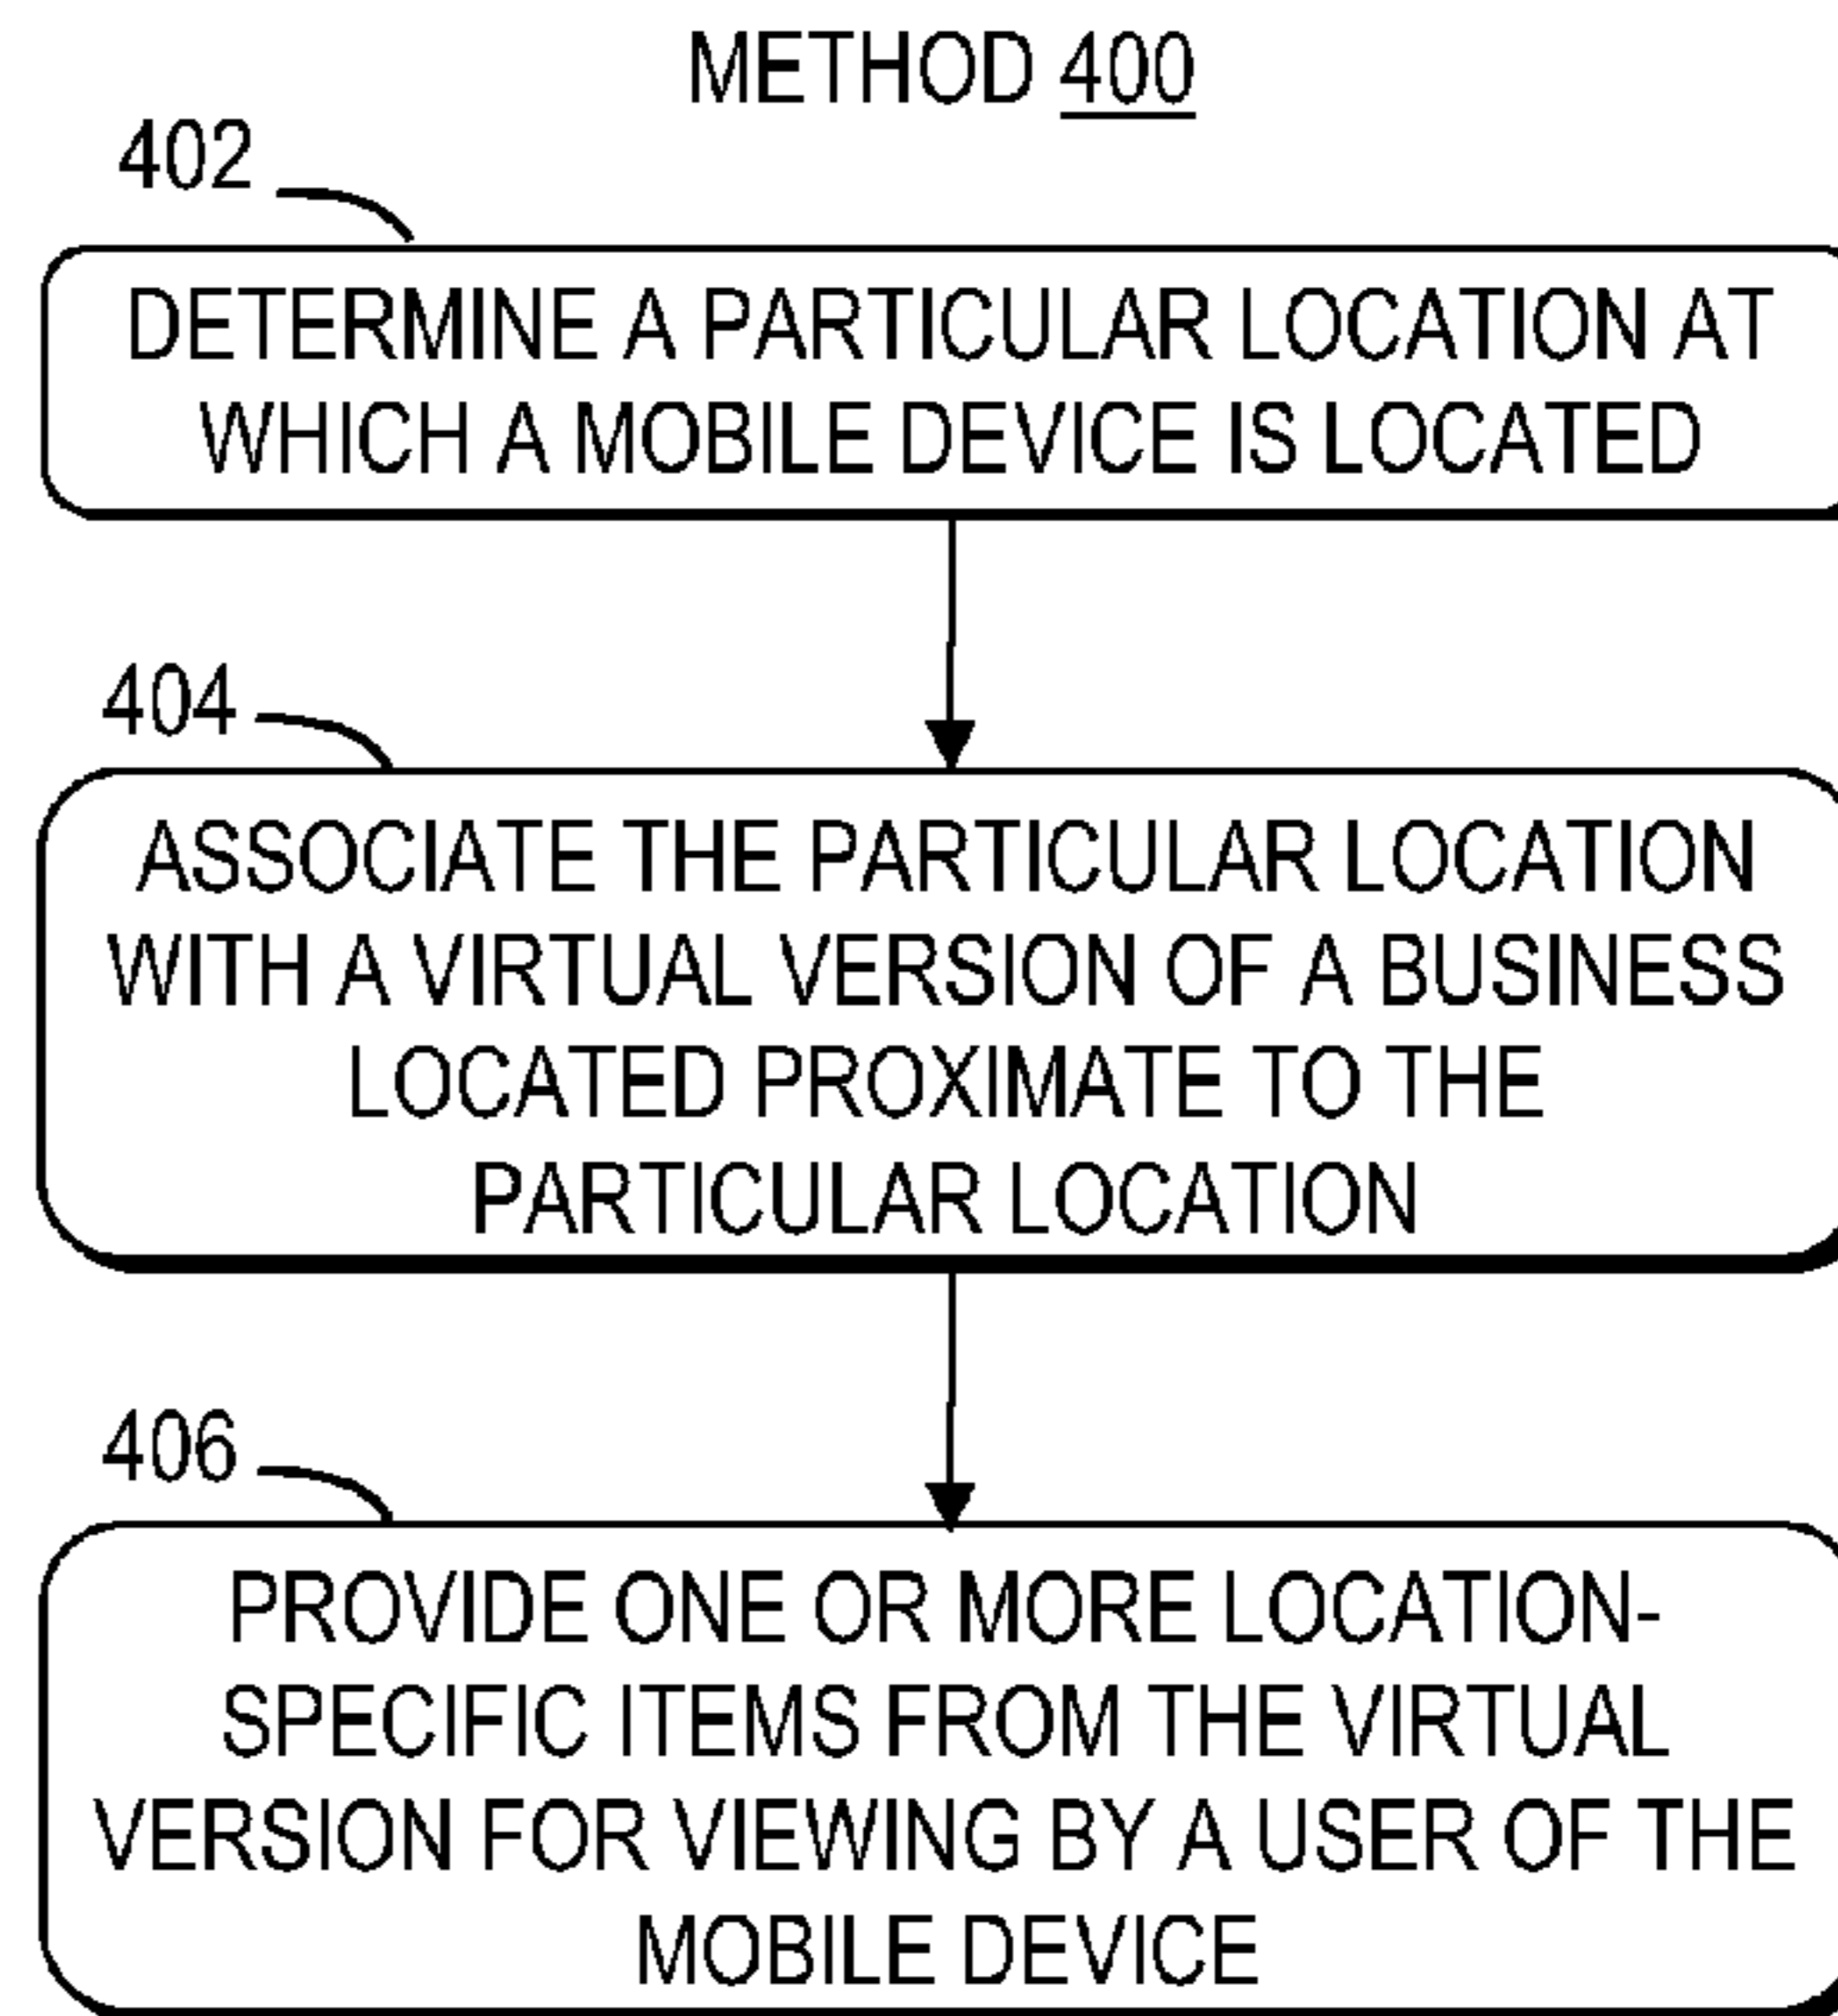 METHOD 400
402
DETERMINE A PARTICULAR LOCATION AT
WHICH A MOBILE DEVICE IS LOCATED
404
ASSOCIATE THE PARTICULAR LOCATION
WITH A VIRTUAL VERSION OF A BUSINESS
LOCATED PROXIMATE TO THE
PARTICULAR LOCATION
406
PROVIDE ONE OR MORE LOCATION-
SPECIFIC ITEMS FROM THE VIRTUAL
VERSION FOR VIEWING BY A USER OF THE
MOBILE DEVICE